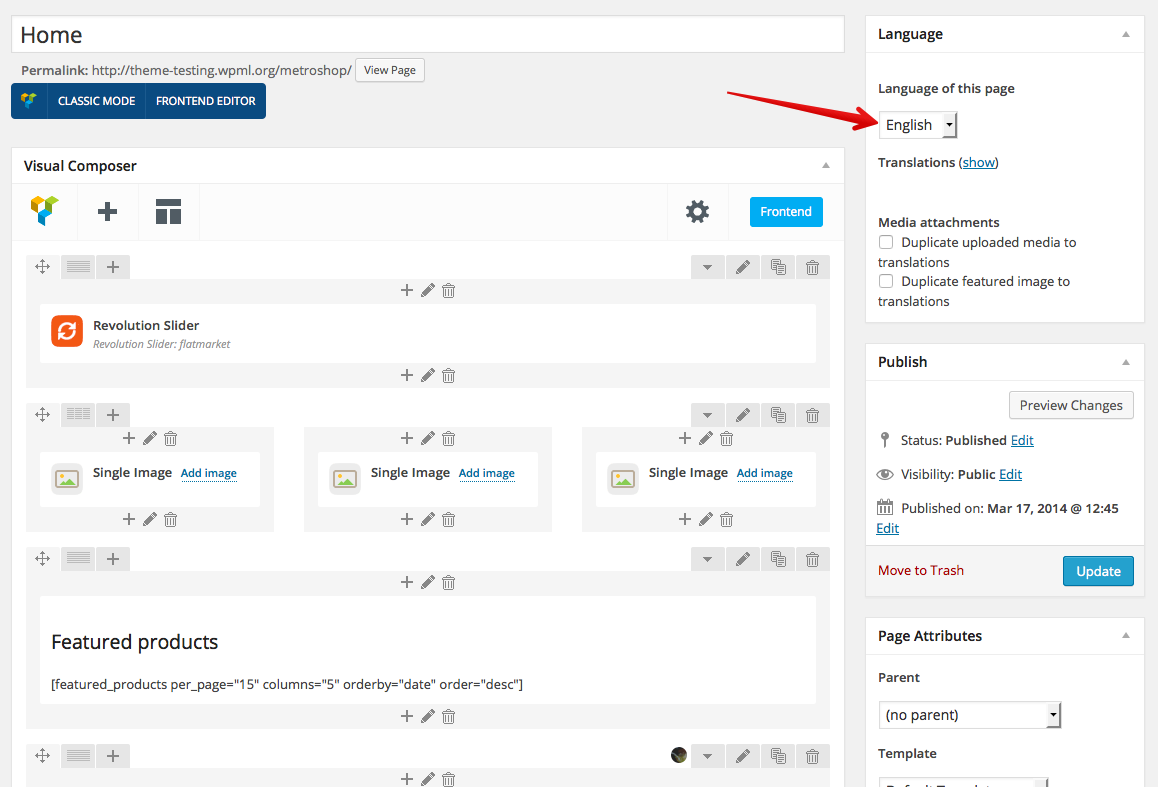 Home
Permalink: http://theme-testing.wpml.org/metroshop/ View Page
CLASSIC MODE FRONTEND EDITOR
Visual Composer
Frontend
Revolution Slider
Revolution Slider: flatmarket
Single Image Add image
Single Image Add image
Single Image Add image
Featured products
[featured_products per_page="15" columns="5" orderby="date" order="desc"]
Language
Language of this page
English
Translations (show)
Media attachments
Duplicate uploaded media to
translations
Duplicate featured image to
translations
Publish
Preview Changes
Status: Published Edit
Visibility: Public Edit
Published on: Mar 17, 2014 @ 12:45
Edit
Move to Trash
Update
Page Attributes
Parent
(no parent)
Template